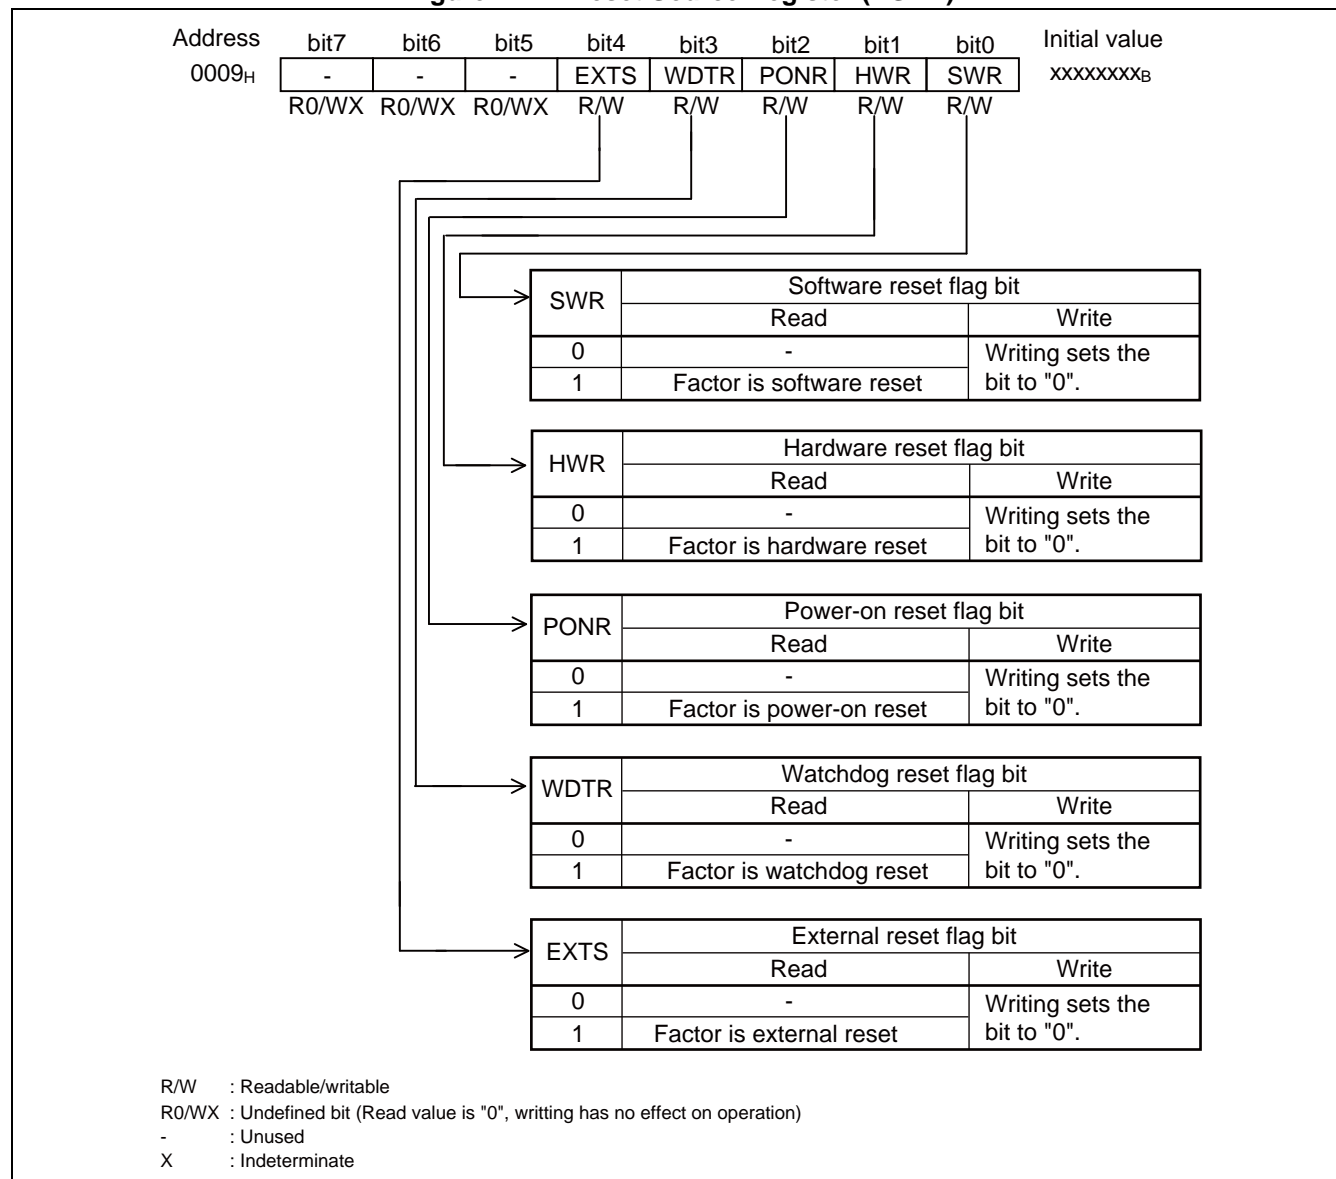 Address bit7 bit6 bit5 bit4 bit3 bit2 bit1 bit0 Initial value
0009H - - - EXTS WDTR PONR HWR SWR XXXXXXXXB
R0/WX R0/WX R0/WX R/W R/W R/W R/W R/W
SWR Software reset flag bit
Read Write
0 - Writing sets the
1 Factor is software reset bit to "0".
HWR Hardware reset flag bit
Read Write
0 - Writing sets the
1 Factor is hardware reset bit to "0".
PONR Power-on reset flag bit
Read Write
0 - Writing sets the
1 Factor is power-on reset bit to "0".
WDTR Watchdog reset flag bit
Read Write
0 - Writing sets the
1 Factor is watchdog reset bit to "0".
EXTS External reset flag bit
Read Write
0 - Writing sets the
1 Factor is external reset bit to "0".
R/W : Readable/writable
R0/WX : Undefined bit (Read value is "0", writting has no effect on operation)
- : Unused
X : Indeterminate